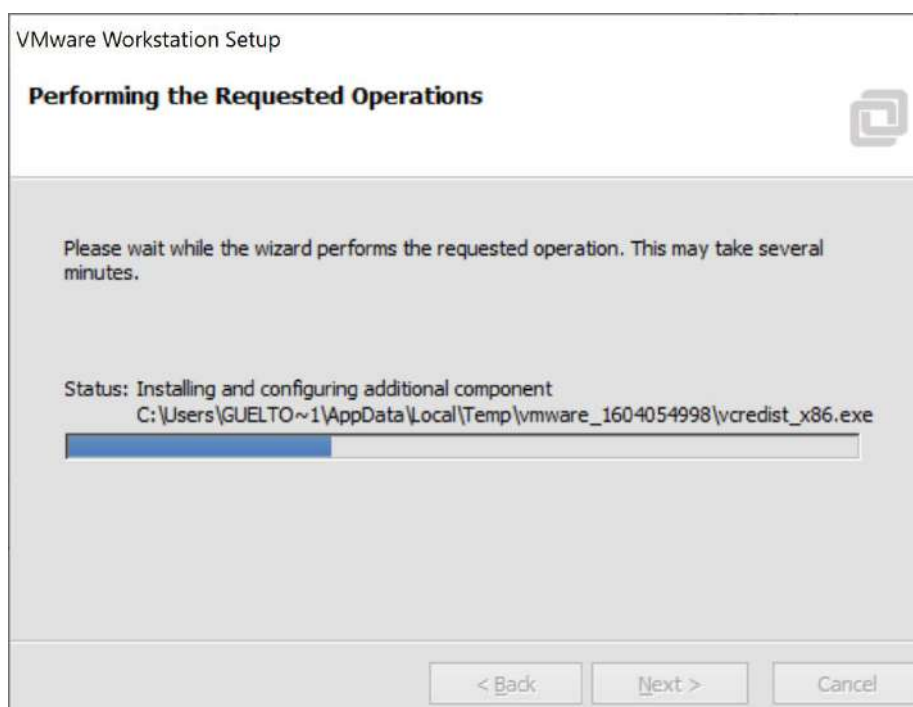 VMware Workstation Setup
Performing the Requested Operations
Please wait while the wizard performs the requested operation. This may take several
minutes.
Status: Installing and configuring additional component
C:\Users\GUELTO~1\AppData\Local\Temp\vmware_1604054998\vcredist_x86.exe
< Back
Next >
Cancel